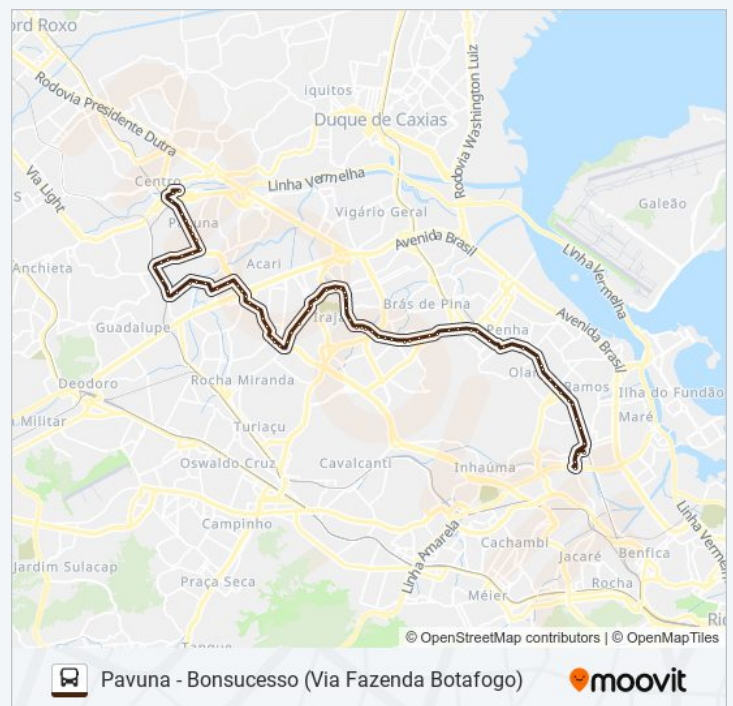 ord Roxo
Rodovia Presidente Dutra
iquitos
Duque de Caxias
Rodovia Washington Luiz
Via Light
Centro
Linha Vermelha
Galeão
s
Pavuna
Vigário Geral
Avenida Brasil
Linha Vermelha
Anchieta
Acari
Brás de Pina
Irajá
Penha
Avenida Brasil
Guadalupe
Olaria
Ramos
Ilha do Fundão
Deodoro
Rocha Miranda
Maré
a Militar
Turiaçu
Oswaldo Cruz
Cavalcanti
Inhaúma
Linha Vermelha
Campinho
Linha Amarela
Cachambi
Jacaré
Benfica
Jardim Sulacap
Praça Seca
Méier
Rocha
Rio
Tanque
© OpenStreetMap contributors | © OpenMapTiles
Pavuna - Bonsucesso (Via Fazenda Botafogo)
moovit